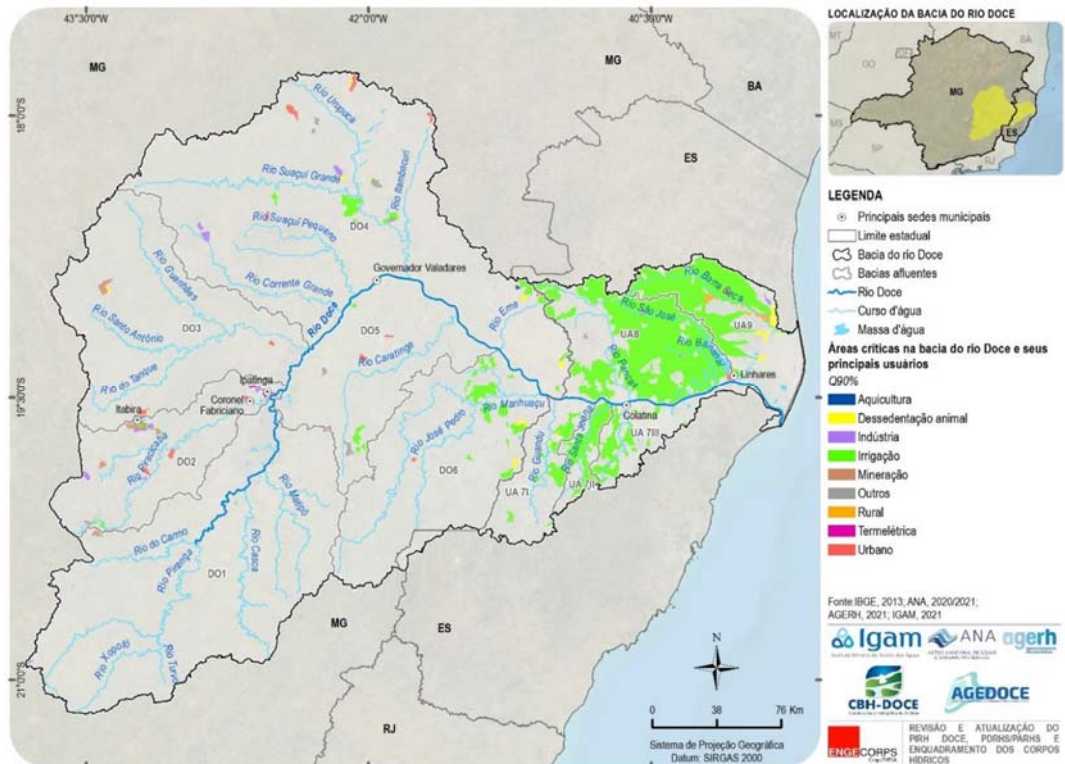 43°30'0"W
42°0'0"W
40°30'0"W
18°0'0"S
19°30'0"S
21°0'0"S
MG
MG
BA
ES
MG
ES
RJ
Rio Urupuca
Rio Suaçuí Grande
Rio Itambacuri
Rio Suaçuí Pequeno
DO4
Rio Corrente Grande
Governador Valadares
Rio Guanhães
Rio Santo Antônio
DO3
Rio Doce
DO5
Rio Eme
Rio Barra Seca
Rio São José
UA8
UA9
Rio Bananal
Rio Pancas
Linhares
Rio do Tanque
Rio Caratinga
Ipatinga
Coronel
Fabriciano
Itabira
Rio Piracicaba
DO2
Rio José Pedro
Rio Manhuaçu
Colatina
DO6
Rio Guandu
Rio Santa Joana
UA 7I
UA 7II
UA 7III
Rio Matipó
Rio Casca
Rio do Carmo
Rio Piranga
DO1
Rio Xopotó
Rio Turvo
N
0 38 76 Km
Sistema de Projeção Geográfica
Datum: SIRGAS 2000
LOCALIZAÇÃO DA BACIA DO RIO DOCE
MT
DF
BA
GO
MG
MS
ES
SP
RJ
LEGENDA
Principais sedes municipais
Limite estadual
Bacia do rio Doce
Bacias afluentes
Rio Doce
Curso d'água
Massa d'água
Áreas críticas na bacia do rio Doce e seus
principais usuários
Q90%
Aquicultura
Dessedentação animal
Indústria
Irrigação
Mineração
Outros
Rural
Termelétrica
Urbano
Fonte:IBGE, 2013; ANA, 2020/2021;
AGERH, 2021; IGAM, 2021
Igam
ANA
agerh
CBH-DOCE
AGEDOCE
ENGECORPS
REVISÃO E ATUALIZAÇÃO DO
PIRH DOCE, PDRHS/PARHS E
ENQUADRAMENTO DOS CORPOS
HÍDRICOS